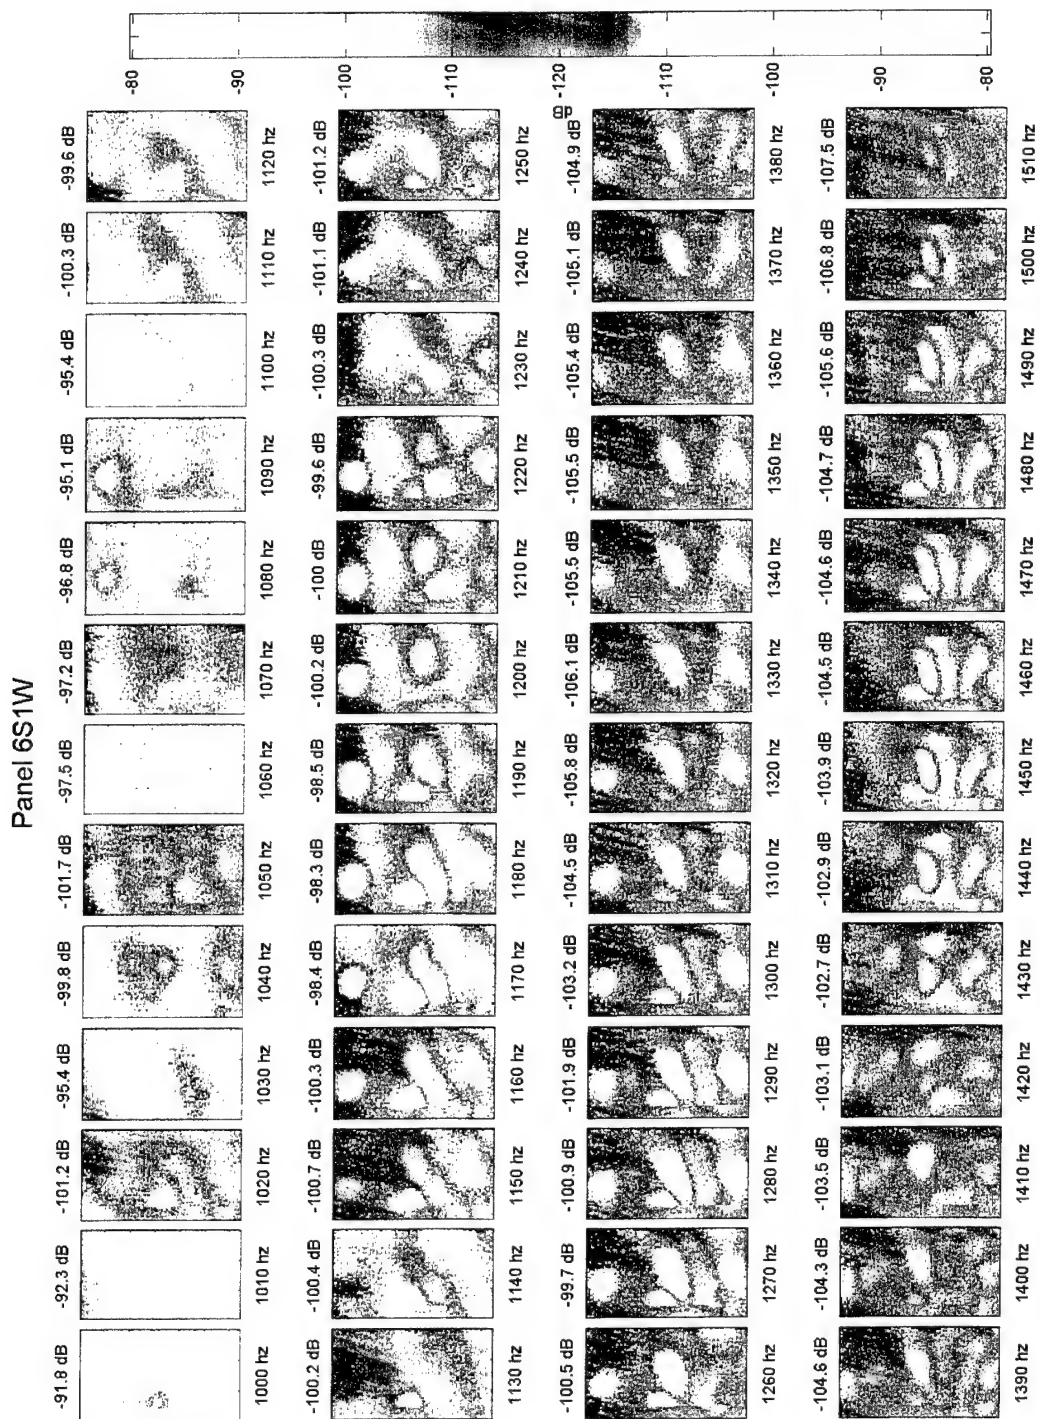 Panel 6S1W
-91.8 dB -92.3 dB -101.2 dB -95.4 dB -99.8 dB -101.7 dB -97.5 dB -97.2 dB -96.8 dB -95.1 dB -95.4 dB -100.3 dB -99.6 dB
1000 hz 1010 hz 1020 hz 1030 hz 1040 hz 1050 hz 1060 hz 1070 hz 1080 hz 1090 hz 1100 hz 1110 hz 1120 hz
-100.2 dB -100.4 dB -100.7 dB -100.3 dB -98.4 dB -98.3 dB -98.5 dB -100.2 dB -100 dB -99.6 dB -100.3 dB -101.1 dB -101.2 dB
1130 hz 1140 hz 1150 hz 1160 hz 1170 hz 1180 hz 1190 hz 1200 hz 1210 hz 1220 hz 1230 hz 1240 hz 1250 hz
-100.5 dB -99.7 dB -100.9 dB -101.9 dB -103.2 dB -104.5 dB -105.8 dB -106.1 dB -105.5 dB -105.5 dB -105.4 dB -105.1 dB -104.9 dB
1260 hz 1270 hz 1280 hz 1290 hz 1300 hz 1310 hz 1320 hz 1330 hz 1340 hz 1350 hz 1360 hz 1370 hz 1380 hz
-104.6 dB -104.3 dB -103.5 dB -103.1 dB -102.7 dB -102.9 dB -103.9 dB -104.5 dB -104.6 dB -104.7 dB -105.6 dB -106.8 dB -107.5 dB
1390 hz 1400 hz 1410 hz 1420 hz 1430 hz 1440 hz 1450 hz 1460 hz 1470 hz 1480 hz 1490 hz 1500 hz 1510 hz
-80
-90
-100
-110
-120
dB
-110
-100
-90
-80